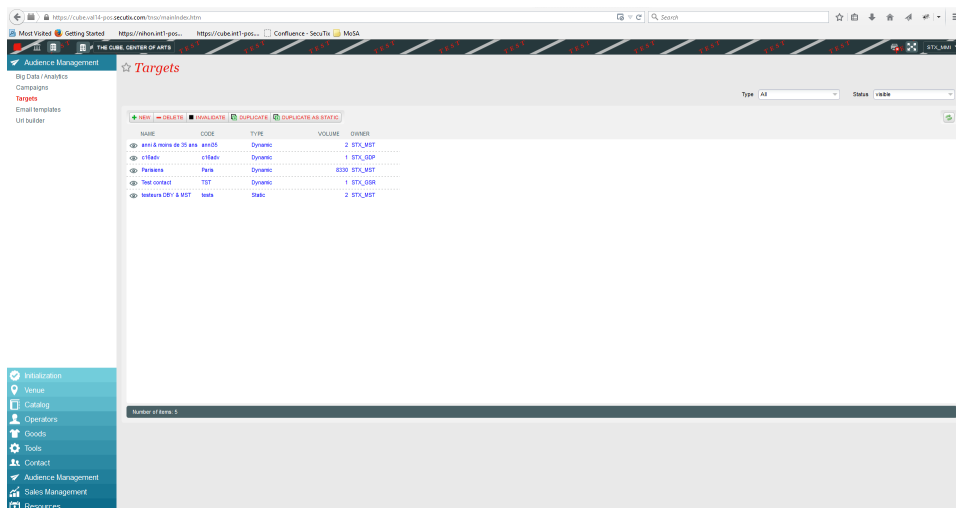 https://cube.val14-pos.secutix.com/tnsx/mainIndex.htm
Search
Most Visited Getting Started https://nihon.int1-pos... https://cube.int1-pos.... Confluence - SecuTix MoSA
THE CUBE, CENTER OF ARTS
STX_MMI
Audience Management
Big Data / Analytics
Campaigns
Targets
Email templates
Url builder
Targets
Type All Status visible
NEW DELETE INVALIDATE DUPLICATE DUPLICATE AS STATIC
NAME CODE TYPE VOLUME OWNER
anni & moins de 35 ans anni35 Dynamic 2 STX_MST
c16adv c16adv Dynamic 1 STX_GDP
Parisiens Paris Dynamic 8330 STX_MST
Test contact TST Dynamic 1 STX_GSR
testeurs DBY & MST tests Static 2 STX_MST
Number of items: 5
Initialization
Venue
Catalog
Operators
Goods
Tools
Contact
Audience Management
Sales Management
Resources